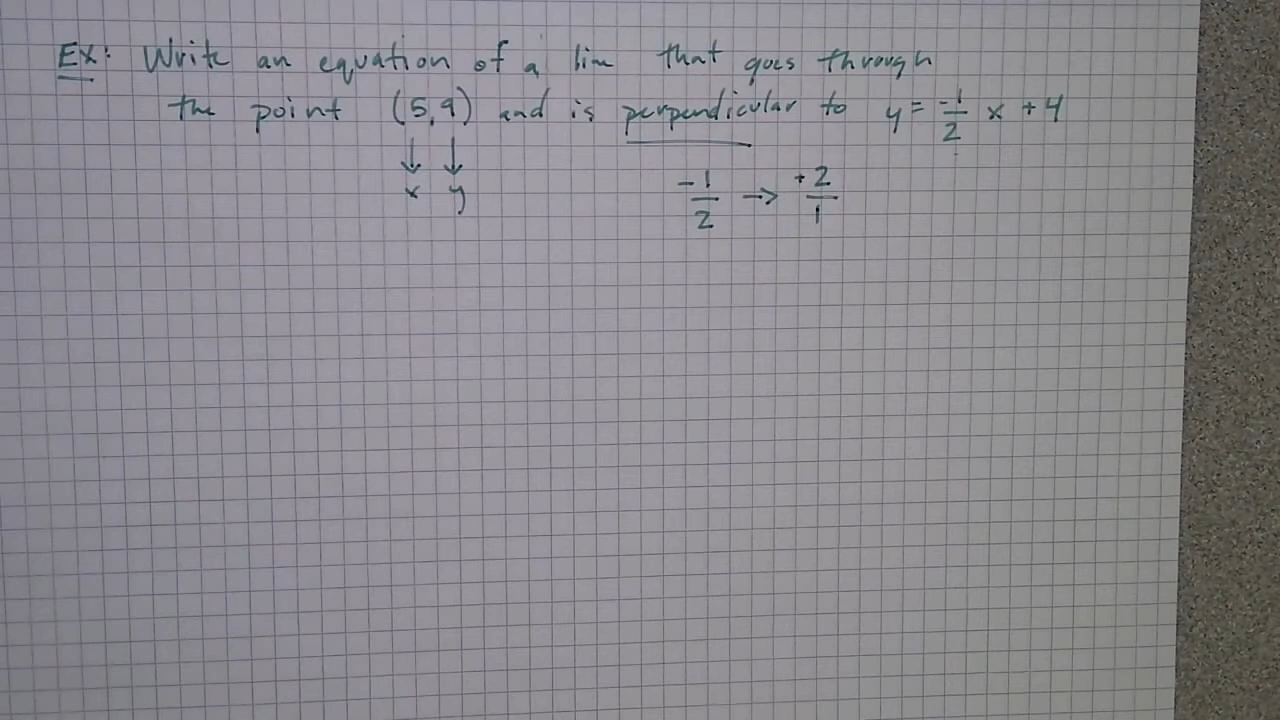 Ex: Write an equation of a line that goes through
the point (5,9) and is perpendicular to y = -1/2 x + 4
↓ ↓
x y
-1/2 → +2/1